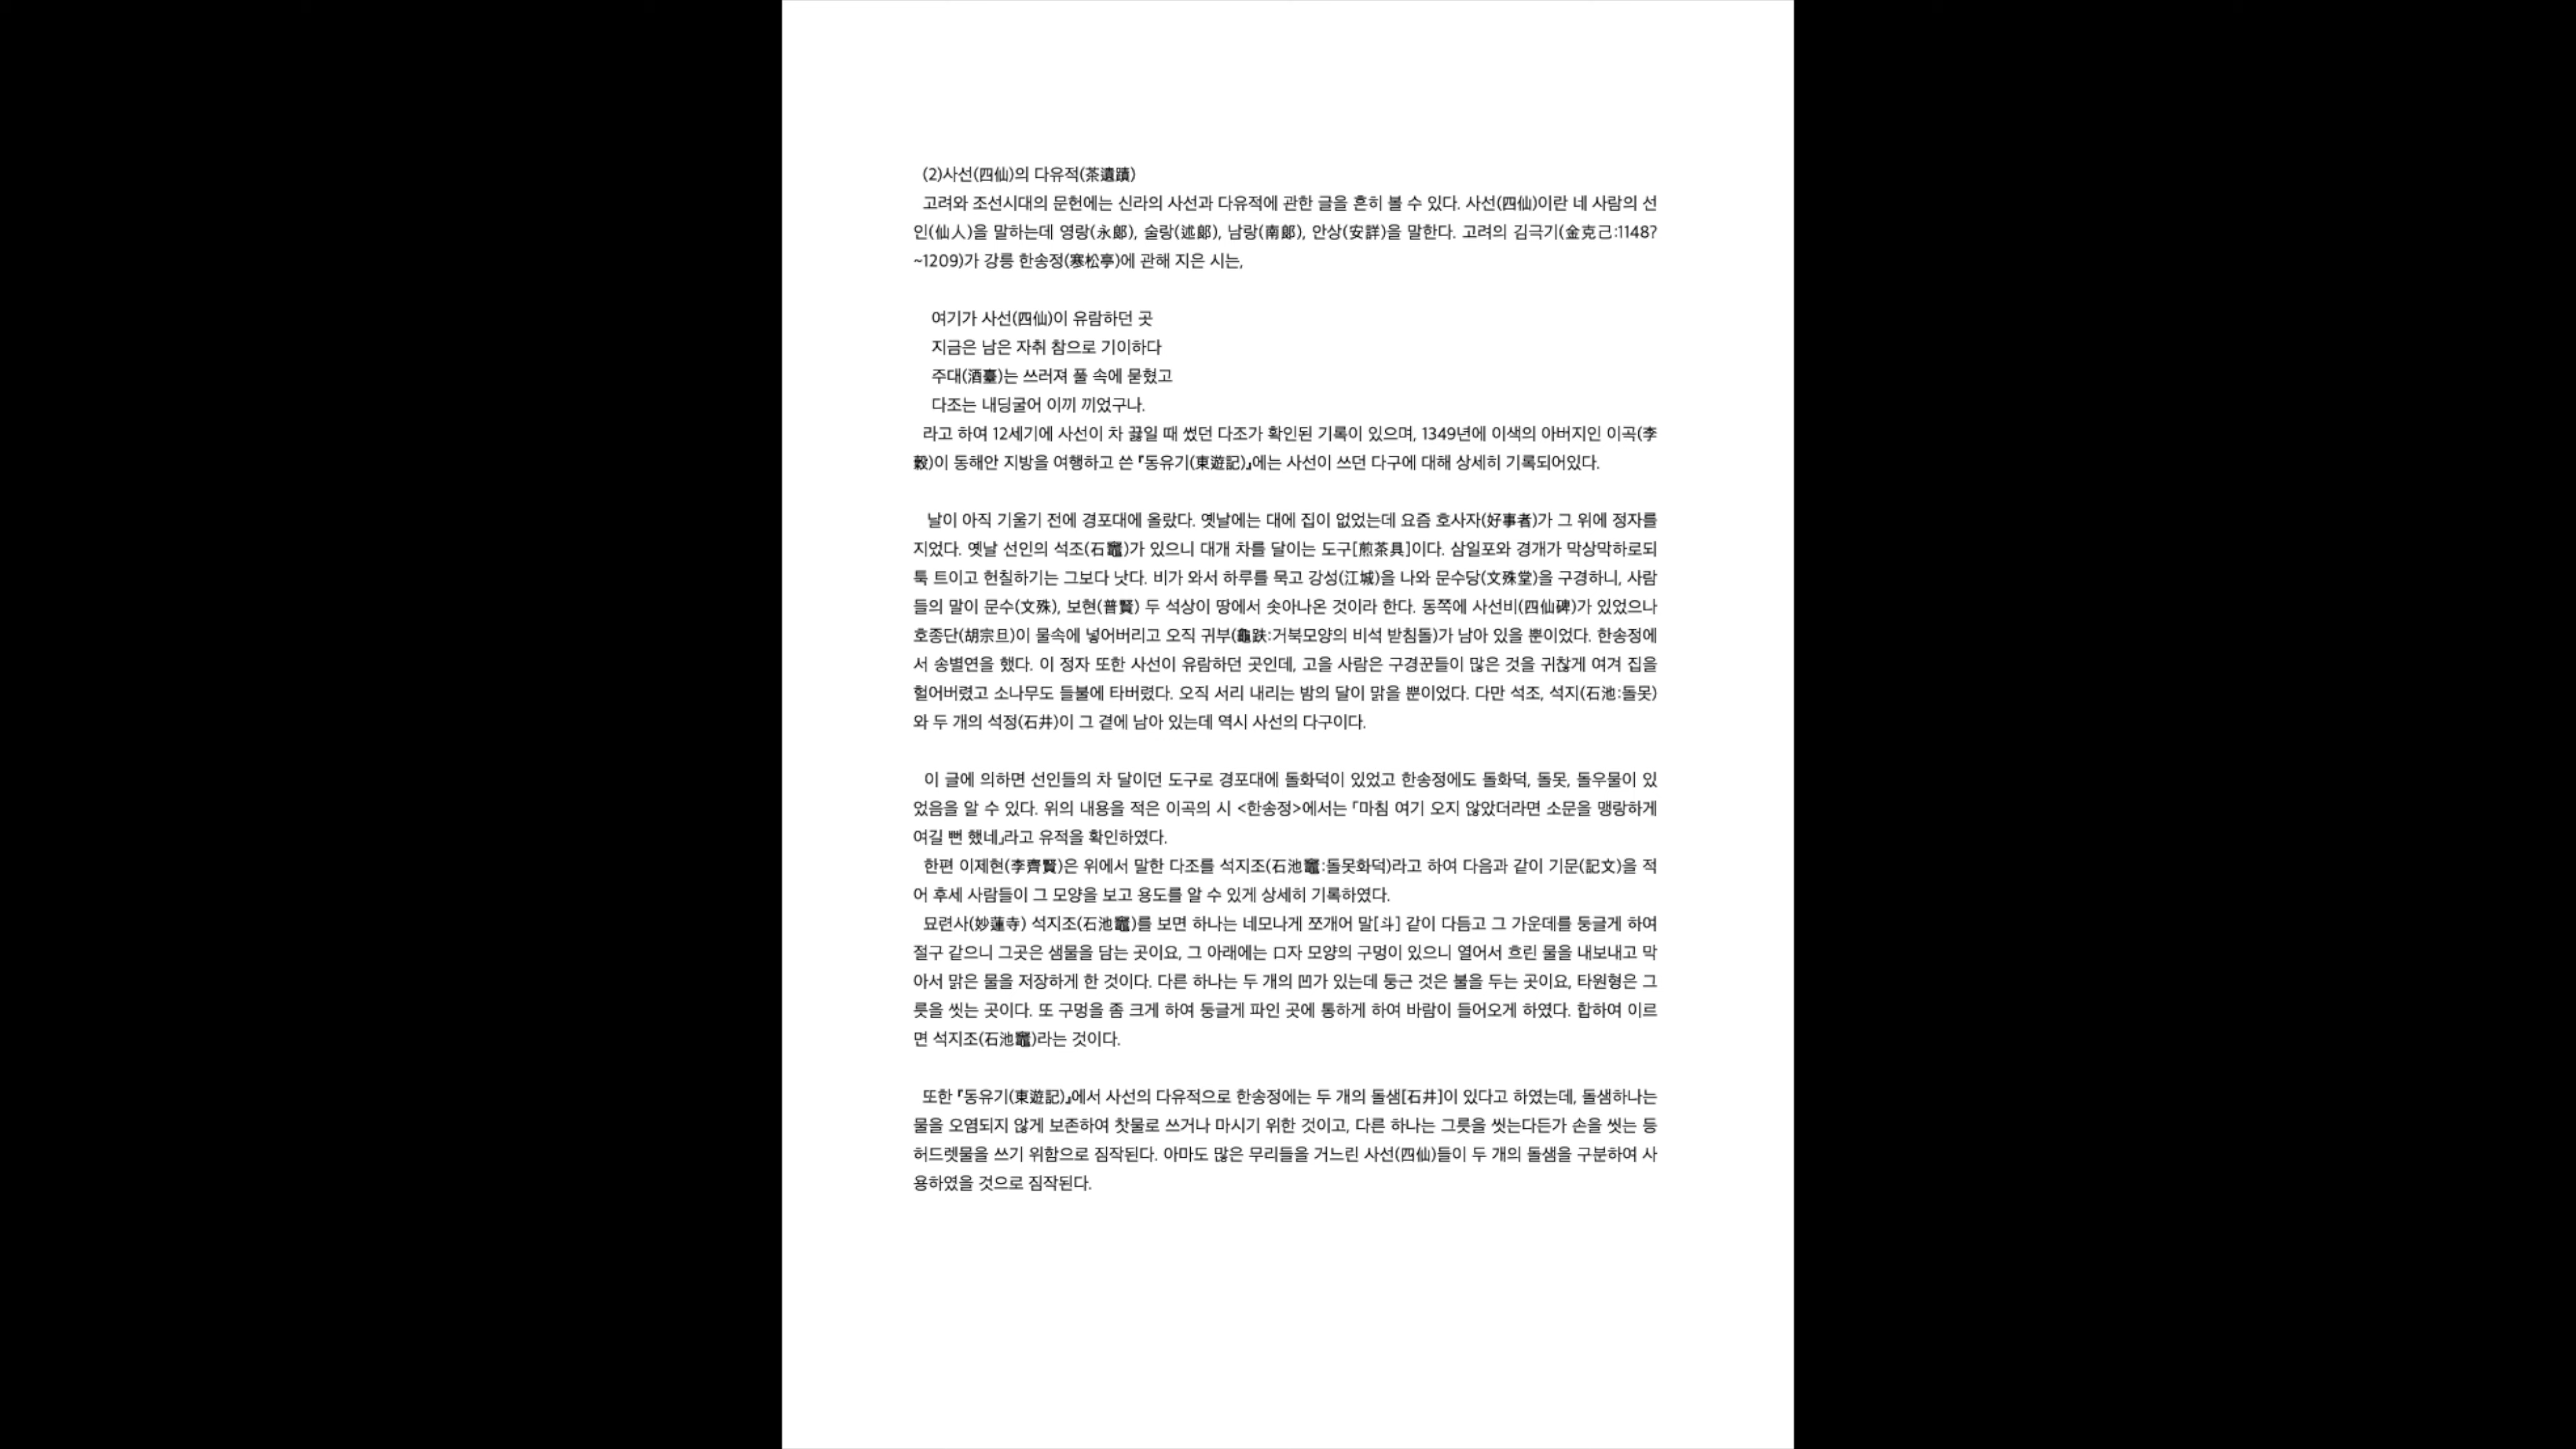 (2)사선(四仙)의 다유적(茶遺蹟)
고려와 조선시대의 문헌에는 신라의 사선과 다유적에 관한 글을 흔히 볼 수 있다. 사선(四仙)이란 네 사람의 선
인(仙人)을 말하는데 영랑(永郞), 술랑(述郞), 남랑(南郞), 안상(安詳)을 말한다. 고려의 김극기(金克己:1148?
~1209)가 강릉 한송정(寒松亭)에 관해 지은 시는,
여기가 사선(四仙)이 유람하던 곳
지금은 남은 자취 참으로 기이하다
주대(酒臺)는 쓰러져 풀 속에 묻혔고
다조는 내딩굴어 이끼 끼었구나.
라고 하여 12세기에 사선이 차 끓일 때 썼던 다조가 확인된 기록이 있으며, 1349년에 이색의 아버지인 이곡(李
穀)이 동해안 지방을 여행하고 쓴 『동유기(東遊記)』에는 사선이 쓰던 다구에 대해 상세히 기록되어있다.
날이 아직 기울기 전에 경포대에 올랐다. 옛날에는 대에 집이 없었는데 요즘 호사자(好事者)가 그 위에 정자를
지었다. 옛날 선인의 석조(石竈)가 있으니 대개 차를 달이는 도구[煎茶具]이다. 삼일포와 경개가 막상막하로되
툭 트이고 헌칠하기는 그보다 낫다. 비가 와서 하루를 묵고 강성(江城)을 나와 문수당(文殊堂)을 구경하니, 사람
들의 말이 문수(文殊), 보현(普賢) 두 석상이 땅에서 솟아나온 것이라 한다. 동쪽에 사선비(四仙碑)가 있었으나
호종단(胡宗旦)이 물속에 넣어버리고 오직 귀부(龜趺:거북모양의 비석 받침돌)가 남아 있을 뿐이었다. 한송정에
서 송별연을 했다. 이 정자 또한 사선이 유람하던 곳인데, 고을 사람은 구경꾼들이 많은 것을 귀찮게 여겨 집을
헐어버렸고 소나무도 들불에 타버렸다. 오직 서리 내리는 밤의 달이 맑을 뿐이었다. 다만 석조, 석지(石池:돌못)
와 두 개의 석정(石井)이 그 곁에 남아 있는데 역시 사선의 다구이다.
이 글에 의하면 선인들의 차 달이던 도구로 경포대에 돌화덕이 있었고 한송정에도 돌화덕, 돌못, 돌우물이 있
었음을 알 수 있다. 위의 내용을 적은 이곡의 시 <한송정>에서는 「마침 여기 오지 않았더라면 소문을 맹랑하게
여길 뻔 했네」라고 유적을 확인하였다.
한편 이제현(李齊賢)은 위에서 말한 다조를 석지조(石池竈:돌못화덕)라고 하여 다음과 같이 기문(記文)을 적
어 후세 사람들이 그 모양을 보고 용도를 알 수 있게 상세히 기록하였다.
묘련사(妙蓮寺) 석지조(石池竈)를 보면 하나는 네모나게 쪼개어 말[斗] 같이 다듬고 그 가운데를 둥글게 하여
절구 같으니 그곳은 샘물을 담는 곳이요, 그 아래에는 口자 모양의 구멍이 있으니 열어서 흐린 물을 내보내고 막
아서 맑은 물을 저장하게 한 것이다. 다른 하나는 두 개의 凹가 있는데 둥근 것은 불을 두는 곳이요, 타원형은 그
릇을 씻는 곳이다. 또 구멍을 좀 크게 하여 둥글게 파인 곳에 통하게 하여 바람이 들어오게 하였다. 합하여 이르
면 석지조(石池竈)라는 것이다.
또한 『동유기(東遊記)』에서 사선의 다유적으로 한송정에는 두 개의 돌샘[石井]이 있다고 하였는데, 돌샘하나는
물을 오염되지 않게 보존하여 찻물로 쓰거나 마시기 위한 것이고, 다른 하나는 그릇을 씻는다든가 손을 씻는 등
허드렛물을 쓰기 위함으로 짐작된다. 아마도 많은 무리들을 거느린 사선(四仙)들이 두 개의 돌샘을 구분하여 사
용하였을 것으로 짐작된다.